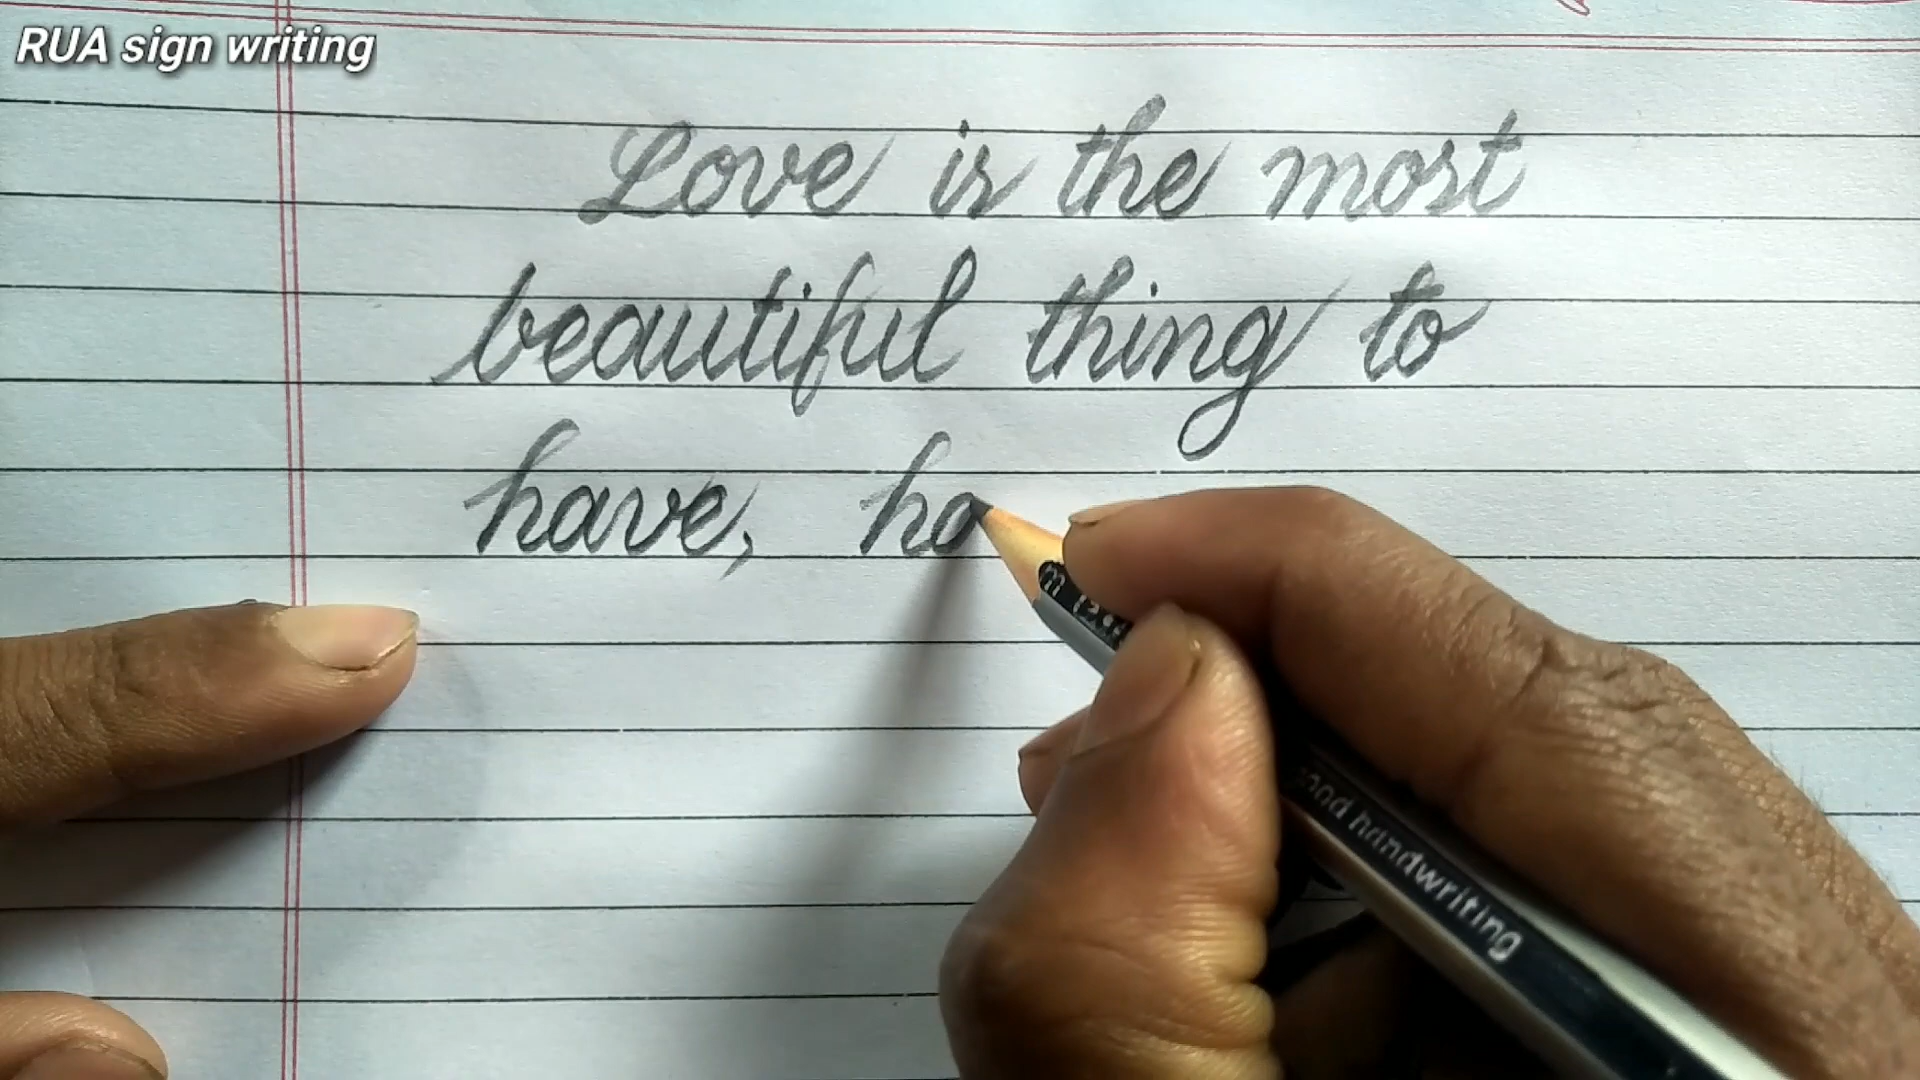 RUA sign writing
Love is the most
beautiful thing to
have, ho
good handwriting